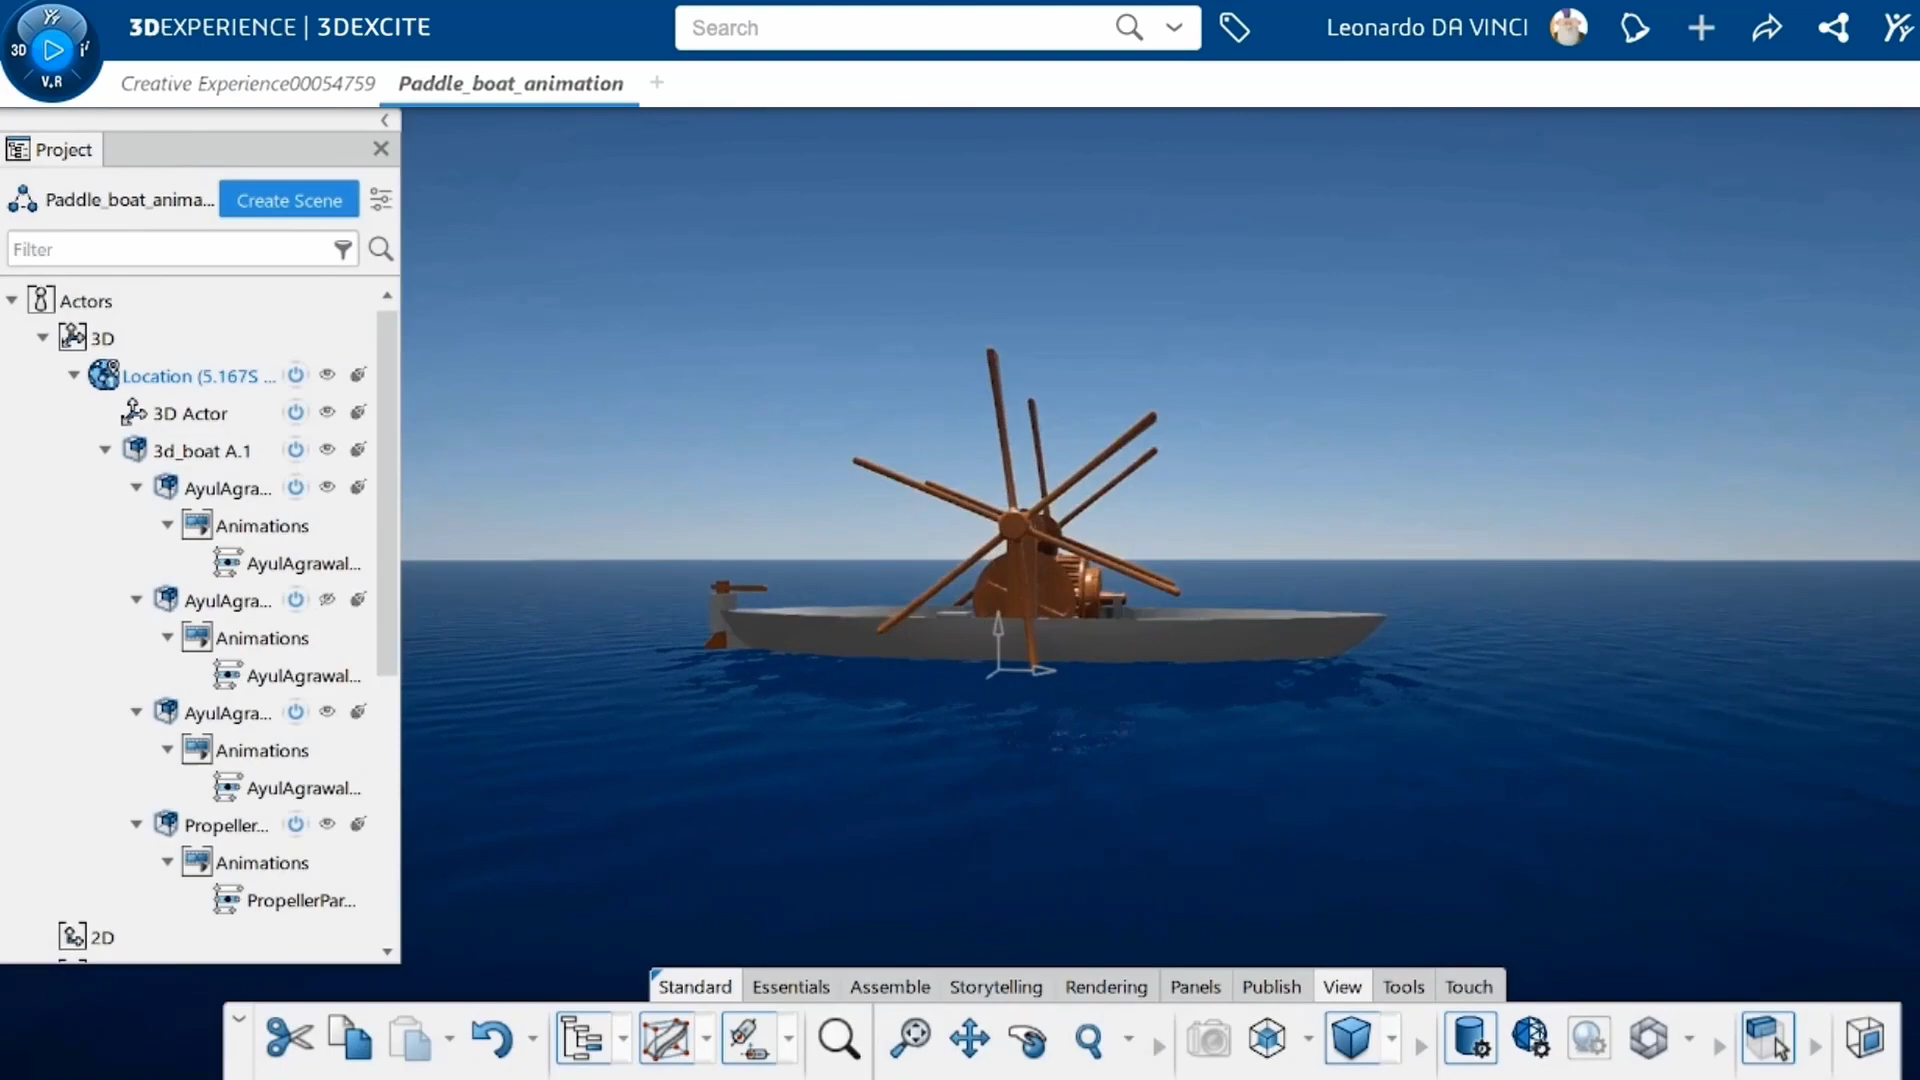 3DEXPERIENCE | 3DEXCITE
Search
Leonardo DA VINCI
3D
V.R
Creative Experience00054759
Paddle_boat_animation
Project
Paddle_boat_anima...
Create Scene
Filter
Actors
3D
Location (5.167S ...
3D Actor
3d_boat A.1
AyulAgra...
Animations
AyulAgrawal...
AyulAgra...
Animations
AyulAgrawal...
AyulAgra...
Animations
AyulAgrawal...
Propeller...
Animations
PropellerPar...
2D
Standard
Essentials
Assemble
Storytelling
Rendering
Panels
Publish
View
Tools
Touch